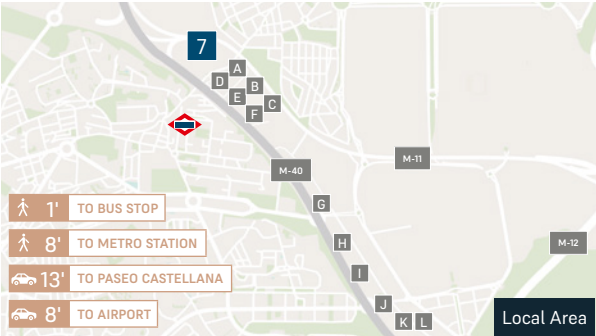 7
A
D
B
E
C
F
M-11
M-40
G
1' TO BUS STOP
H
8' TO METRO STATION
M-12
I
13' TO PASEO CASTELLANA
J
8' TO AIRPORT
K L
Local Area